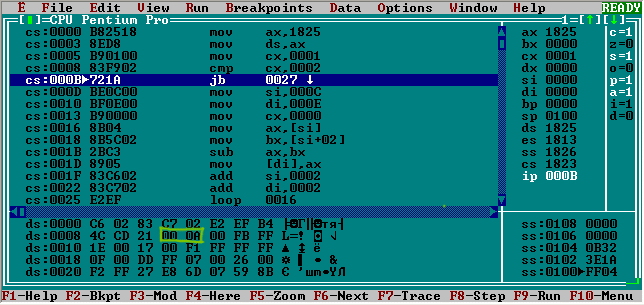 ≡ File Edit View Run Breakpoints Data Options Window Help READY
[▮]=CPU Pentium Pro 1=[↑][↓]
cs:0000 B82518 mov ax,1825
cs:0003 8ED8 mov ds,ax
cs:0005 B90100 mov cx,0001
cs:0008 83F902 cmp cx,0002
cs:000B►721A jb 0027 ↓
cs:000D BE0C00 mov si,000C
cs:0010 BF0E00 mov di,000E
cs:0013 B90000 mov cx,0000
cs:0016 8B04 mov ax,[si]
cs:0018 8B5C02 mov bx,[si+02]
cs:001B 2BC3 sub ax,bx
cs:001D 8905 mov [di],ax
cs:001F 83C602 add si,0002
cs:0022 83C702 add di,0002
cs:0025 E2EF loop 0016
ax 1825 c=1
bx 0000 z=0
cx 0001 s=1
dx 0000 o=0
si 0000 p=1
di 0000 a=1
bp 0000 i=1
sp 0100 d=0
ds 1825
es 1813
ss 1826
cs 1823
ip 000B
ds:0000 C6 02 83 C7 02 E2 EF B4
ds:0008 4C CD 21 00 0A 00 FB FF L=!
ds:0010 1E 00 17 00 F1 FF FF FF
ds:0018 0F 00 DD FF 07 00 26 00
ds:0020 F2 FF 27 E8 6D 07 59 8B
ss:0108 0000
ss:0106 0000
ss:0104 0B32
ss:0102 3E1A
ss:0100►FF04
F1-Help F2-Bkpt F3-Mod F4-Here F5-Zoom F6-Next F7-Trace F8-Step F9-Run F10-Menu